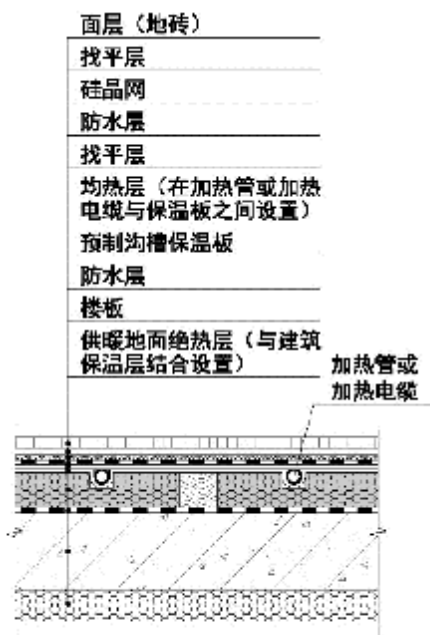 面层（地砖）
找平层
硅晶网
防水层
找平层
均热层（在加热管或加热
电缆与保温板之间设置）
预制沟槽保温板
防水层
楼板
供暖地面绝热层（与建筑
保温层结合设置）
加热管或
加热电缆